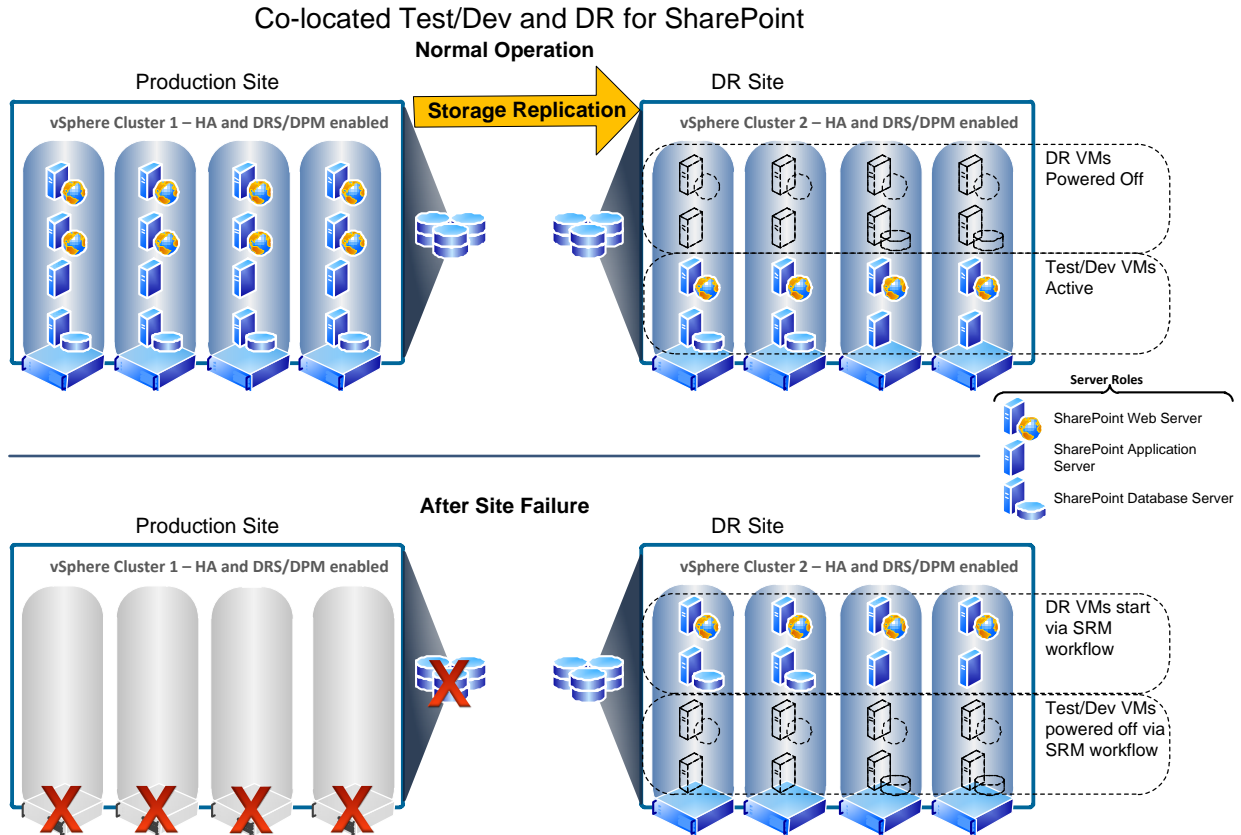 Co-located Test/Dev and DR for SharePoint
Normal Operation
Production Site
DR Site
Storage Replication
vSphere Cluster 1 – HA and DRS/DPM enabled
vSphere Cluster 2 – HA and DRS/DPM enabled
DR VMs
Powered Off
Test/Dev VMs
Active
Server Roles
SharePoint Web Server
SharePoint Application
Server
SharePoint Database Server
After Site Failure
Production Site
DR Site
vSphere Cluster 1 – HA and DRS/DPM enabled
vSphere Cluster 2 – HA and DRS/DPM enabled
DR VMs start
via SRM
workflow
Test/Dev VMs
powered off via
SRM workflow
X
X
X
X
X